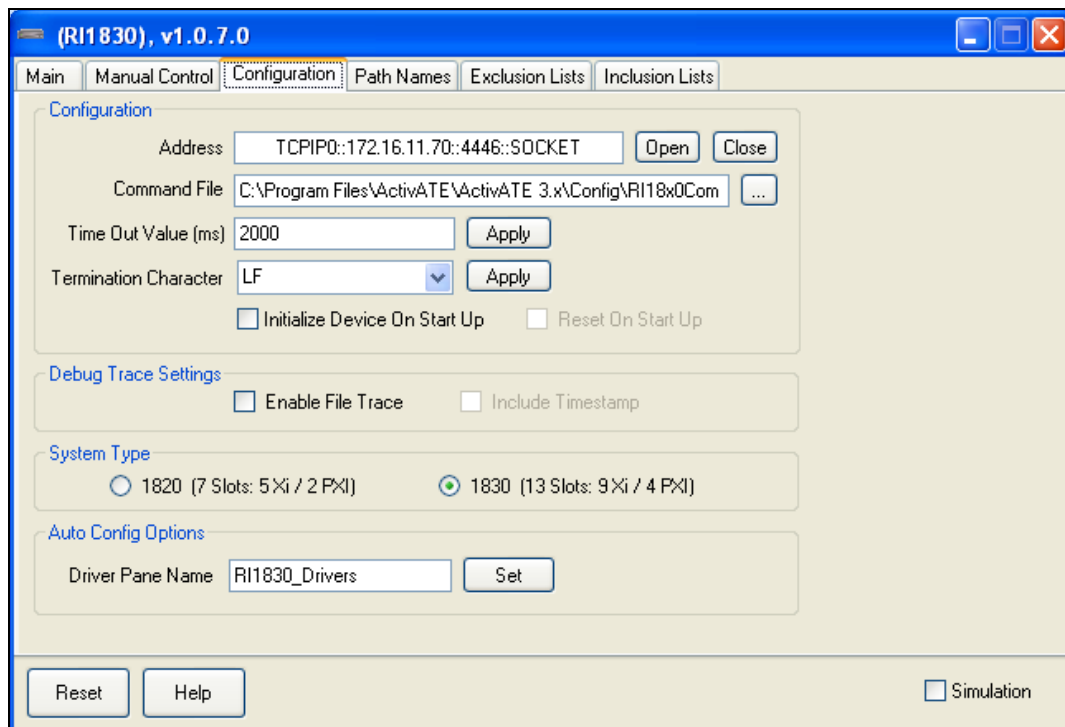 (RI1830), v1.0.7.0
Main Manual Control Configuration Path Names Exclusion Lists Inclusion Lists
Configuration
Address TCPIP0::172.16.11.70::4446::SOCKET Open Close
Command File C:\Program Files\ActivATE\ActivATE 3.x\Config\RI18x0Com ...
Time Out Value (ms) 2000 Apply
Termination Character LF Apply
Initialize Device On Start Up Reset On Start Up
Debug Trace Settings
Enable File Trace Include Timestamp
System Type
1820 (7 Slots: 5 Xi / 2 PXI) 1830 (13 Slots: 9 Xi / 4 PXI)
Auto Config Options
Driver Pane Name RI1830_Drivers Set
Reset Help Simulation